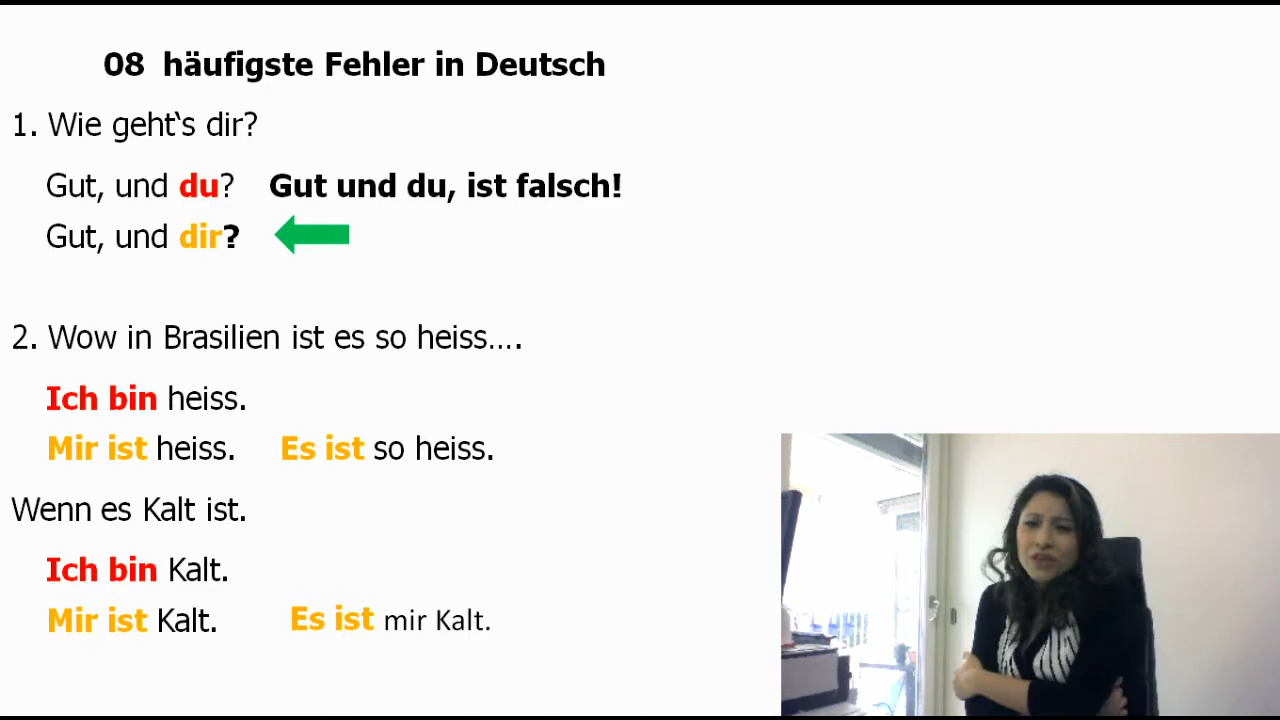 08 häufigste Fehler in Deutsch
1. Wie geht‘s dir?
Gut, und du? Gut und du, ist falsch!
Gut, und dir?
2. Wow in Brasilien ist es so heiss....
Ich bin heiss.
Mir ist heiss. Es ist so heiss.
Wenn es Kalt ist.
Ich bin Kalt.
Mir ist Kalt. Es ist mir Kalt.